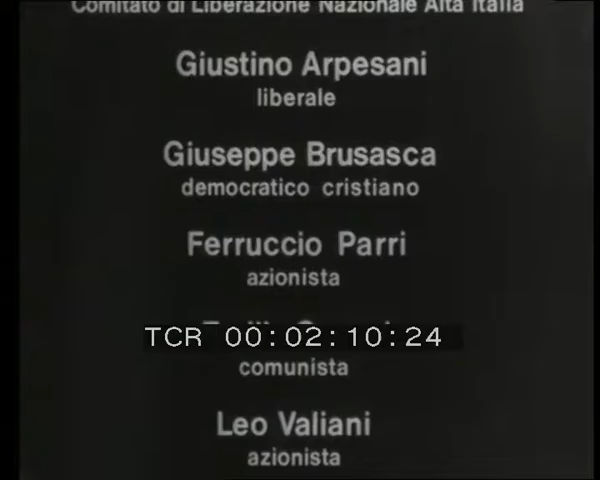 Comitato di Liberazione Nazionale Alta Italia
Giustino Arpesani
liberale
Giuseppe Brusasca
democratico cristiano
Ferruccio Parri
azionista
TCR 00:02:10:24
comunista
Leo Valiani
azionista